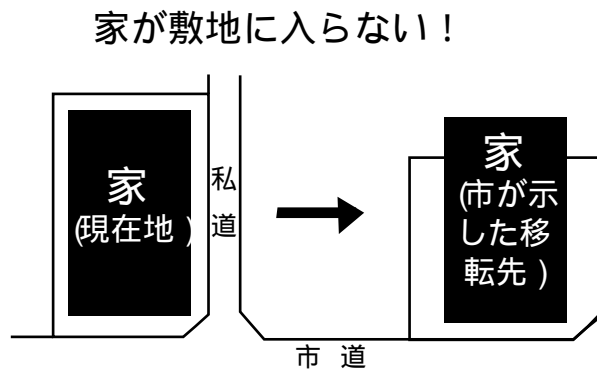 家が敷地に入らない！
家
(現在地)
私
道
家
(市が示
した移
転先)
市 道